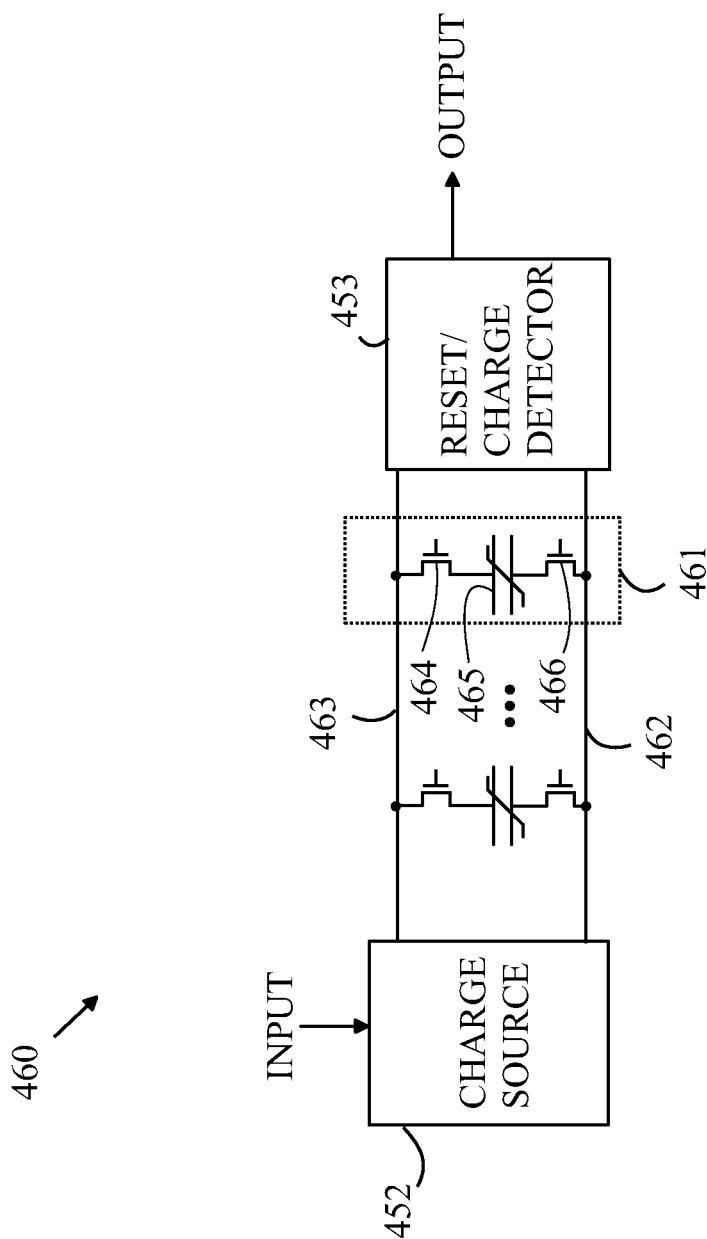 460
INPUT
OUTPUT
452
CHARGE
SOURCE
463
464
465
466
462
461
453
RESET/
CHARGE
DETECTOR